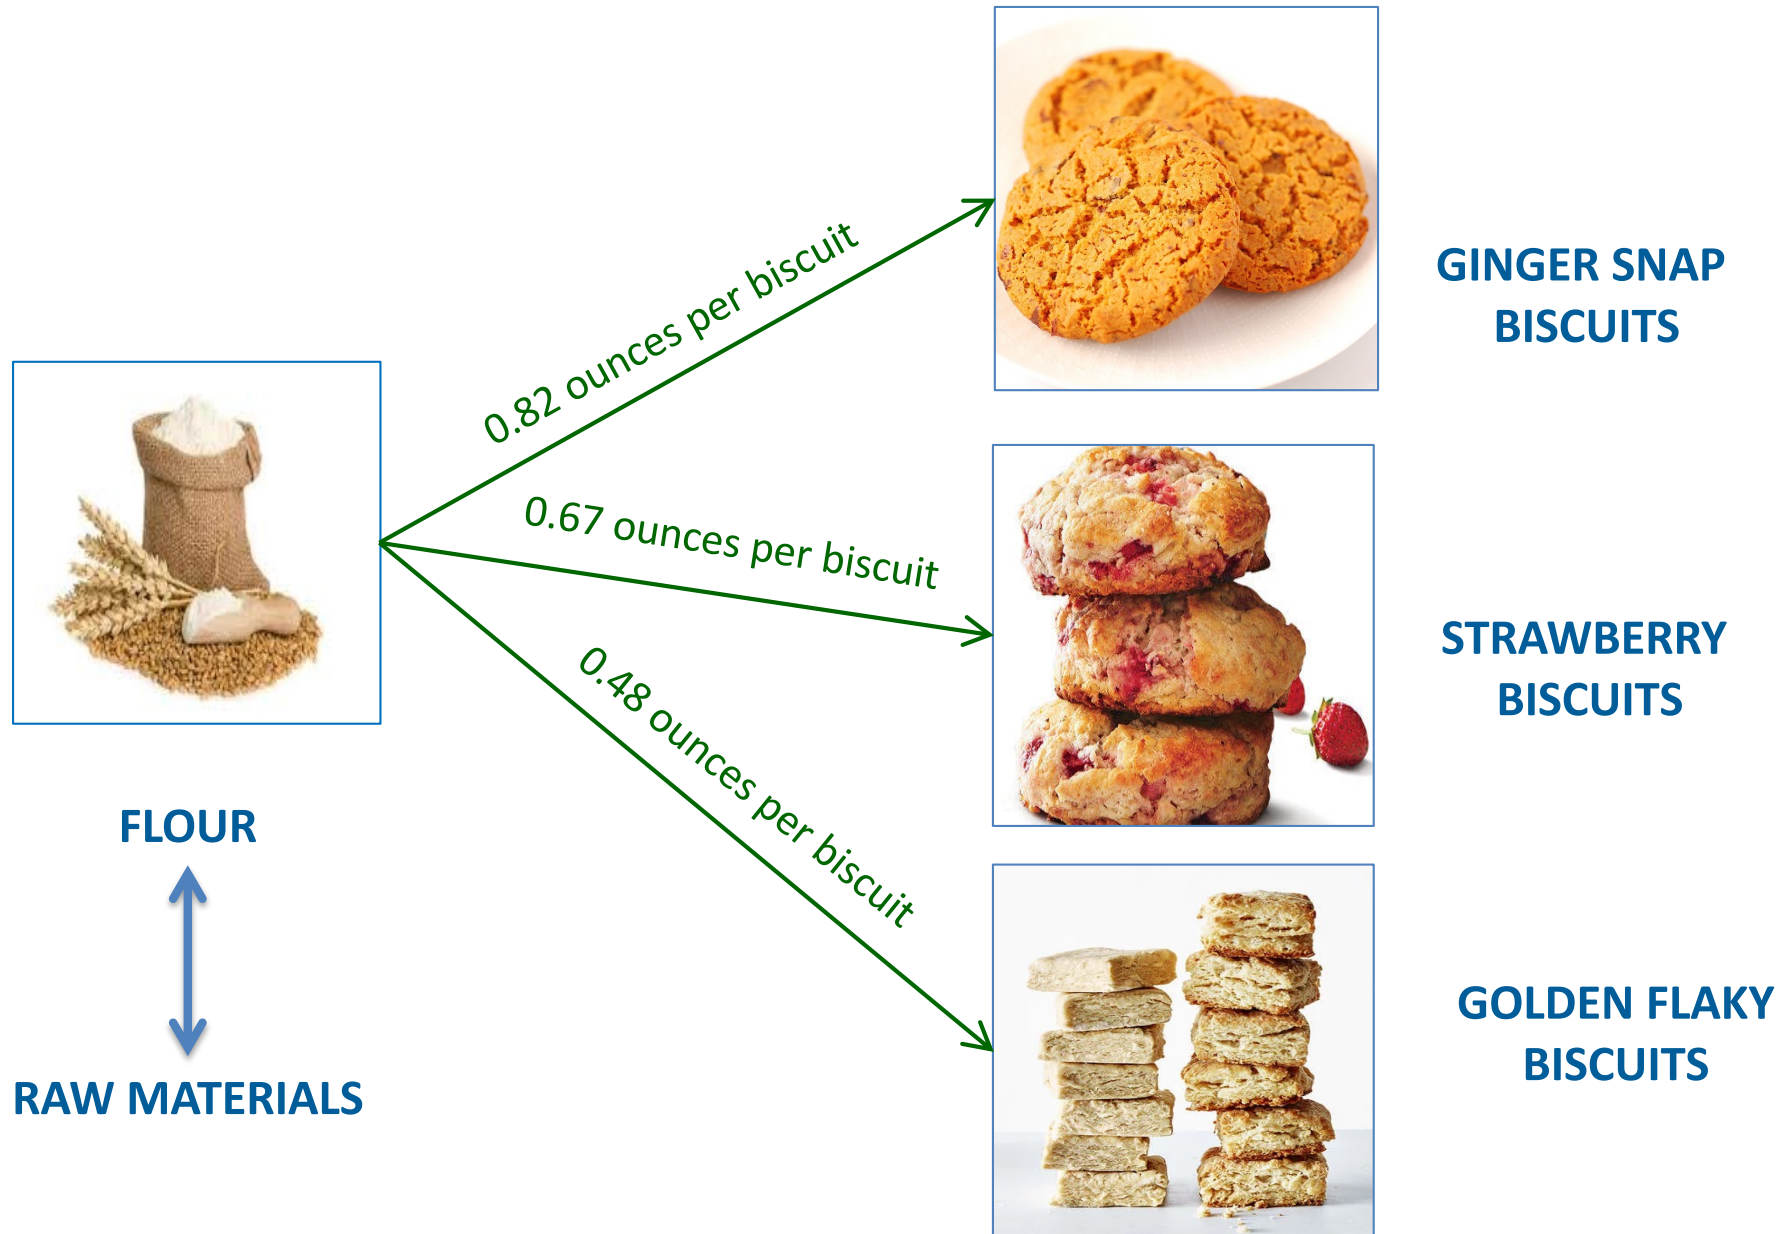 0.82 ounces per biscuit
GINGER SNAP
BISCUITS
0.67 ounces per biscuit
STRAWBERRY
BISCUITS
0.48 ounces per biscuit
FLOUR
GOLDEN FLAKY
BISCUITS
RAW MATERIALS